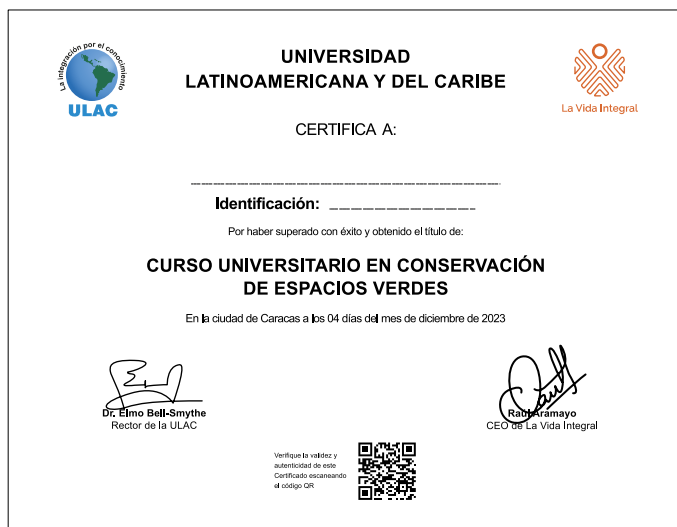 La integración por el conocimiento
ULAC
UNIVERSIDAD
LATINOAMERICANA Y DEL CARIBE
La Vida Integral
CERTIFICA A:
Identificación:
Por haber superado con éxito y obtenido el título de:
CURSO UNIVERSITARIO EN CONSERVACIÓN
DE ESPACIOS VERDES
En la ciudad de Caracas a los 04 días del mes de diciembre de 2023
Dr. Elmo Bell-Smythe
Rector de la ULAC
Raúl Aramayo
CEO de La Vida Integral
Verifique la validez y
autenticidad de este
Certificado escaneando
el código QR